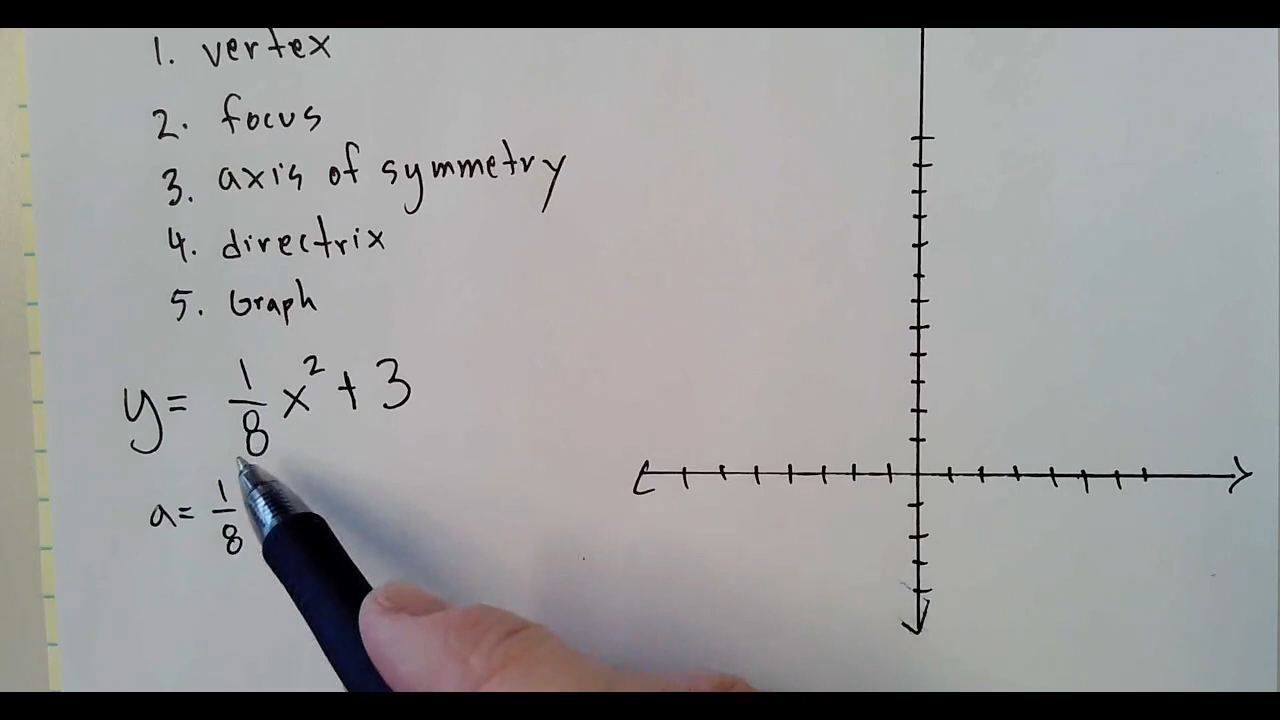 1. vertex
2. focus
3. axis of symmetry
4. directrix
5. Graph
y= 1/8 x² + 3
a= 1/8